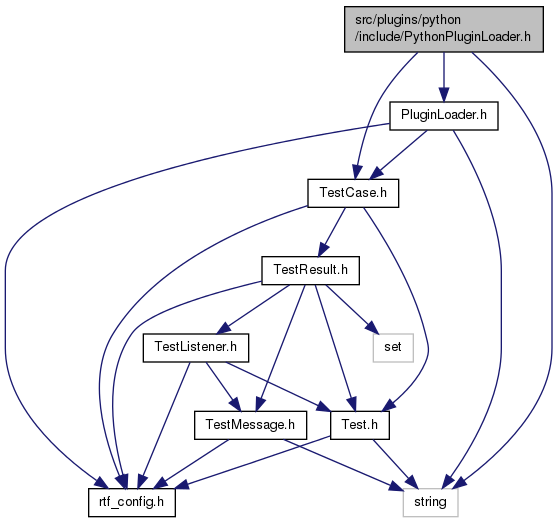 src/plugins/python
/include/PythonPluginLoader.h
PluginLoader.h
TestCase.h
TestResult.h
TestListener.h
set
TestMessage.h
Test.h
rtf_config.h
string